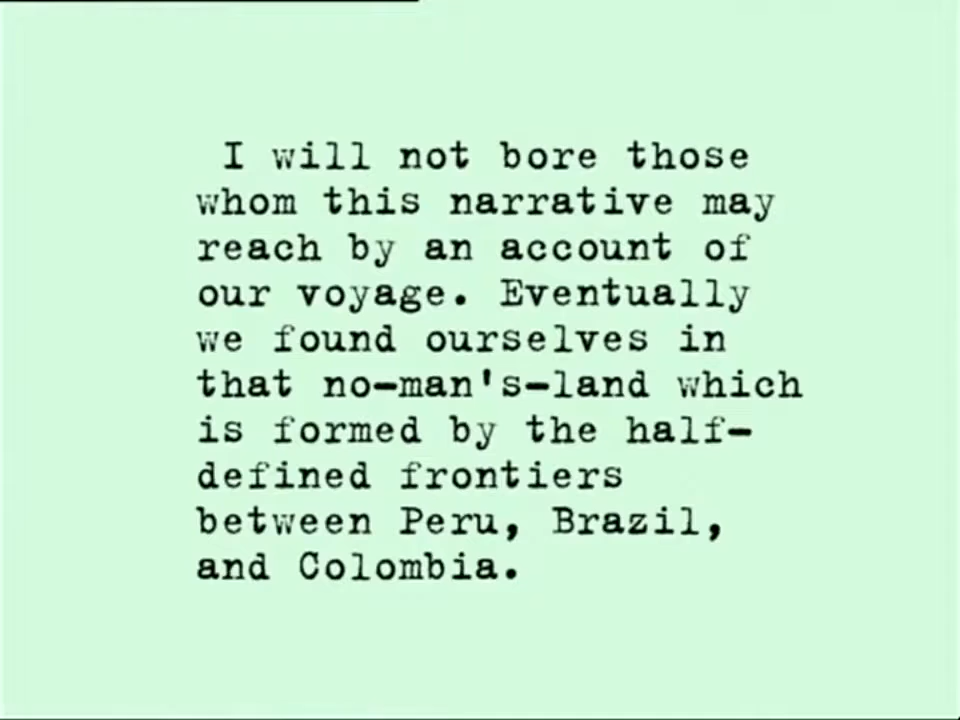 I will not bore those
whom this narrative may
reach by an account of
our voyage. Eventually
we found ourselves in
that no-man's-land which
is formed by the half-
defined frontiers
between Peru, Brazil,
and Colombia.